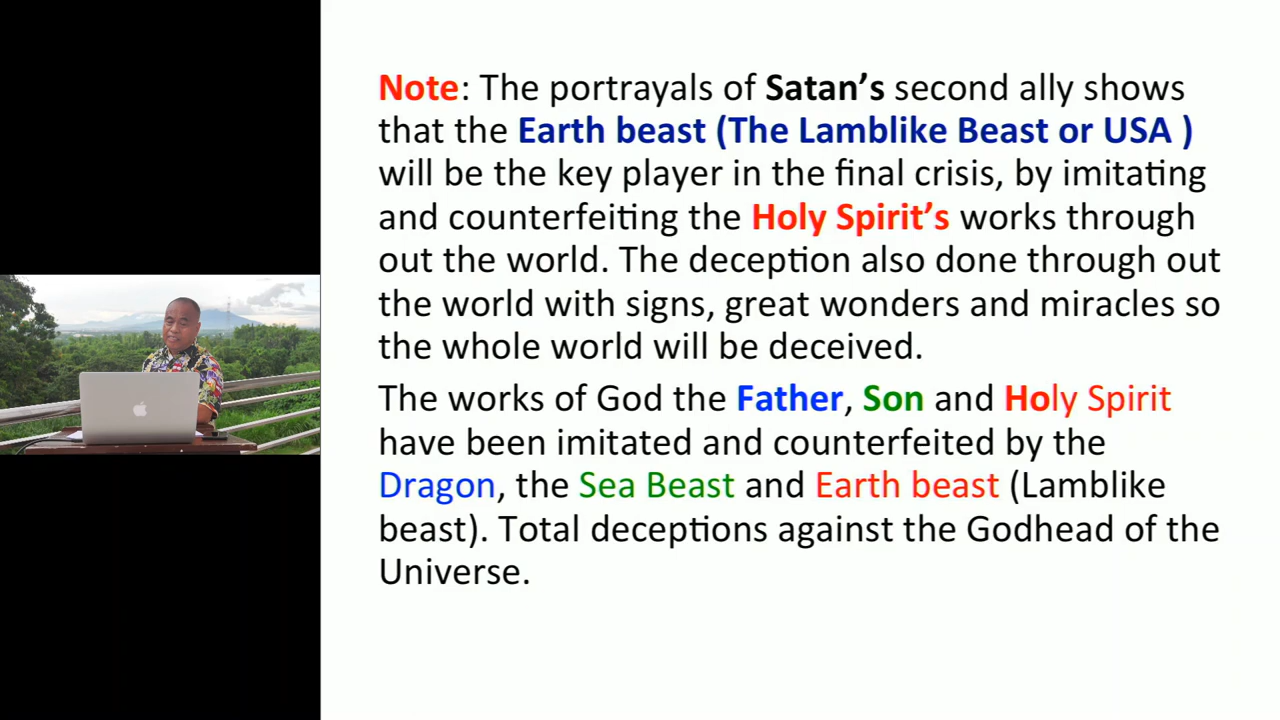 Note: The portrayals of Satan’s second ally shows
that the Earth beast (The Lamblike Beast or USA )
will be the key player in the final crisis, by imitating
and counterfeiting the Holy Spirit’s works through
out the world. The deception also done through out
the world with signs, great wonders and miracles so
the whole world will be deceived.
The works of God the Father, Son and Holy Spirit
have been imitated and counterfeited by the
Dragon, the Sea Beast and Earth beast (Lamblike
beast). Total deceptions against the Godhead of the
Universe.